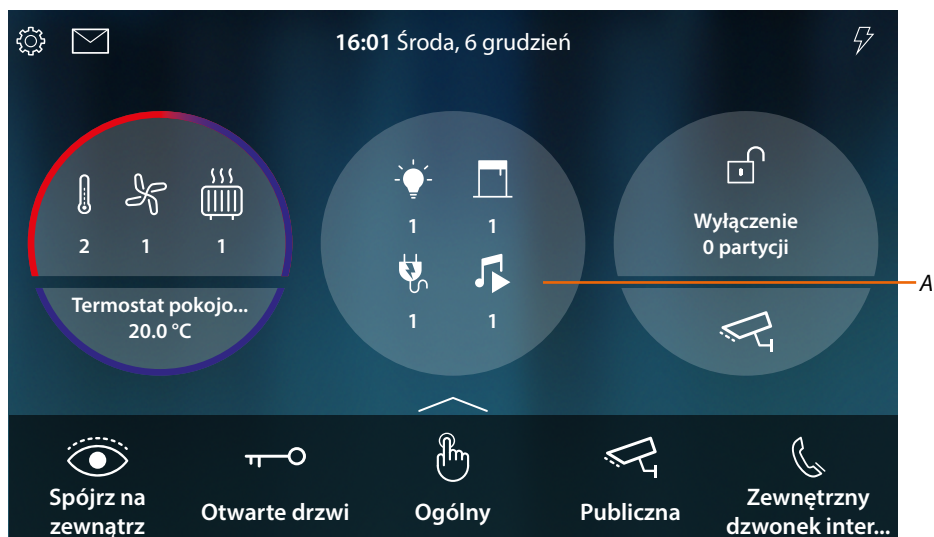 16:01 Środa, 6 grudzień
2 1 1
Termostat pokojo...
20.0 °C
1 1
1 1
Wyłączenie
0 partycji
A
Spójrz na
zewnątrz
Otwarte drzwi
Ogólny
Publiczna
Zewnętrzny
dzwonek inter...